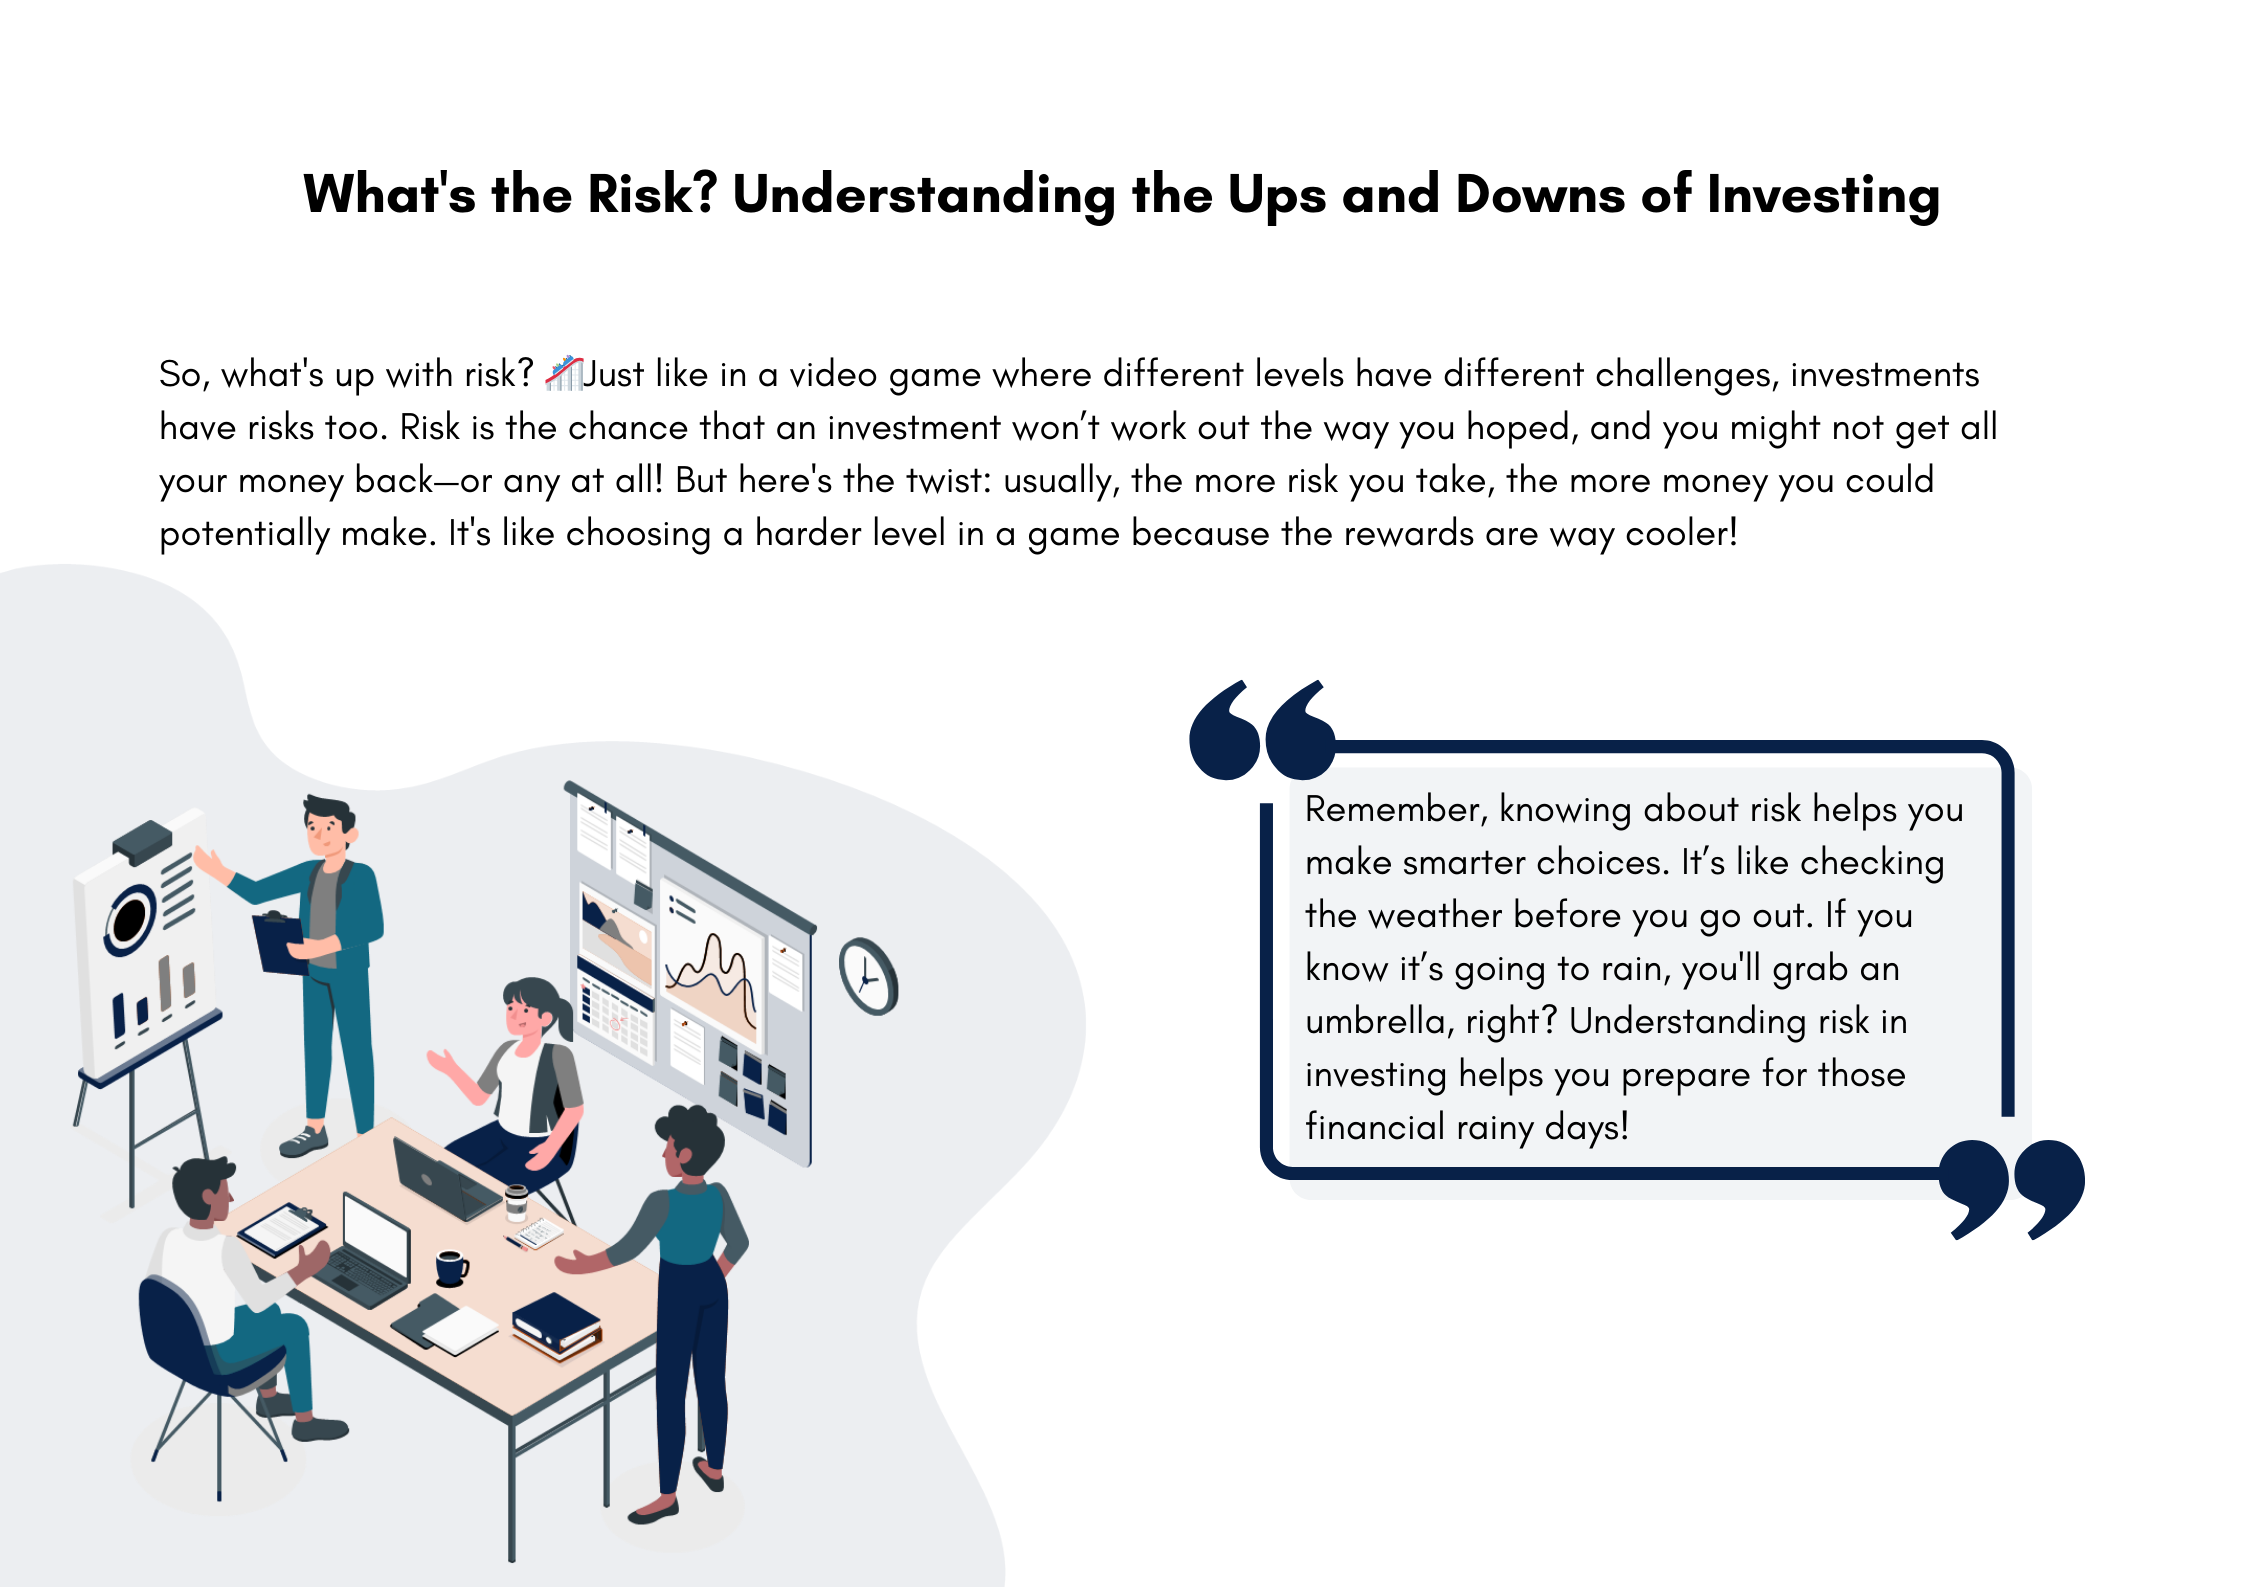 What's the Risk? Understanding the Ups and Downs of Investing
So, what's up with risk? 🎢Just like in a video game where different levels have different challenges, investments
have risks too. Risk is the chance that an investment won’t work out the way you hoped, and you might not get all
your money back—or any at all! But here's the twist: usually, the more risk you take, the more money you could
potentially make. It's like choosing a harder level in a game because the rewards are way cooler!
Remember, knowing about risk helps you
make smarter choices. It’s like checking
the weather before you go out. If you
know it’s going to rain, you'll grab an
umbrella, right? Understanding risk in
investing helps you prepare for those
financial rainy days!